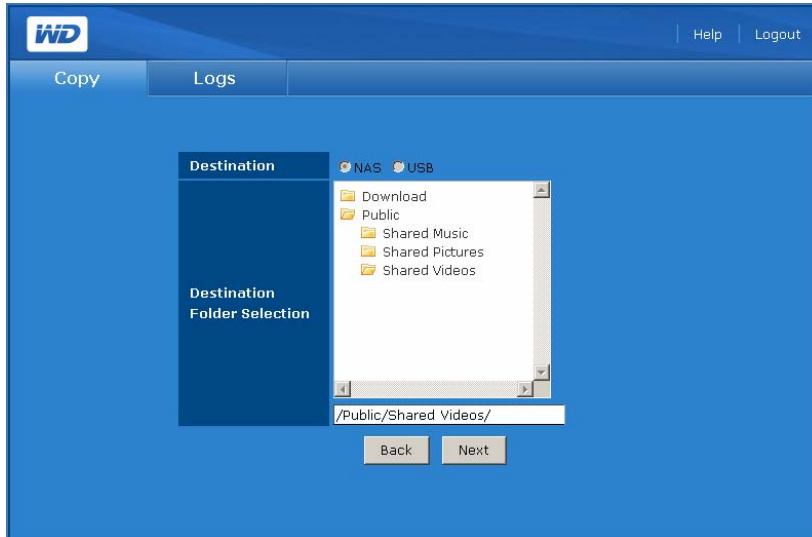 WD
Help Logout
Copy Logs
Destination NAS USB
Download
Public
Shared Music
Shared Pictures
Shared Videos
Destination
Folder Selection
/Public/Shared Videos/
Back Next